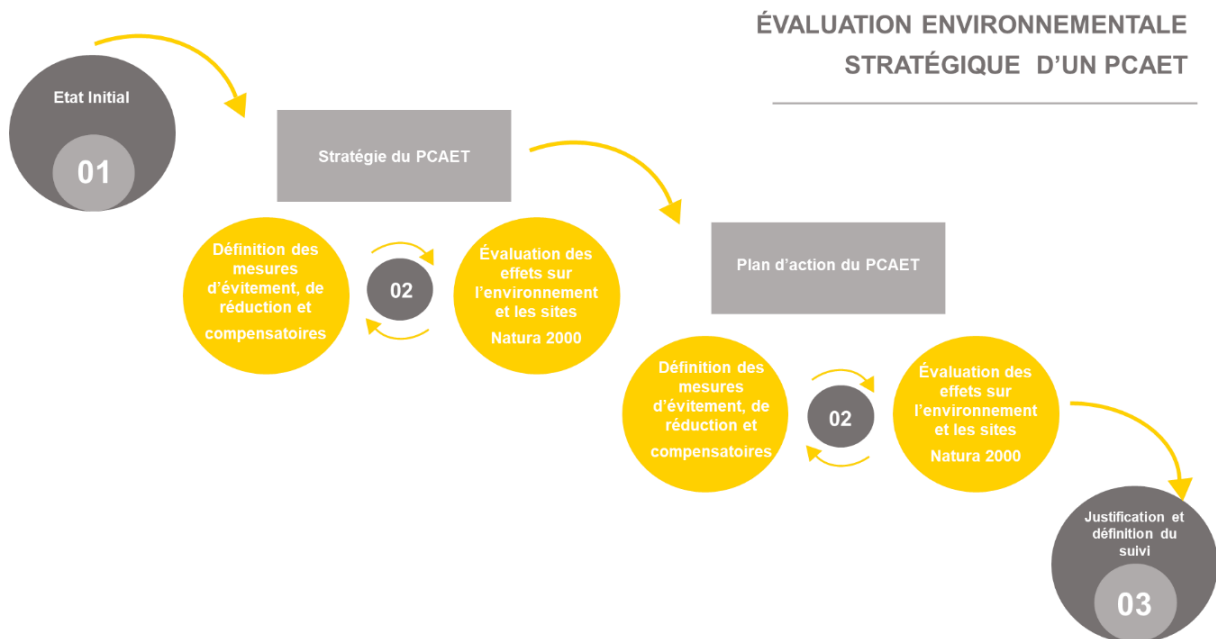 ÉVALUATION ENVIRONNEMENTALE
STRATÉGIQUE D'UN PCAET
Etat Initial
01
Stratégie du PCAET
Définition des
mesures
d'évitement, de
réduction et
compensatoires
02
Évaluation des
effets sur
l'environnement
et les sites
Natura 2000
Plan d'action du PCAET
Définition des
mesures
d'évitement, de
réduction et
compensatoires
02
Évaluation des
effets sur
l'environnement
et les sites
Natura 2000
Justification et
définition du
suivi
03